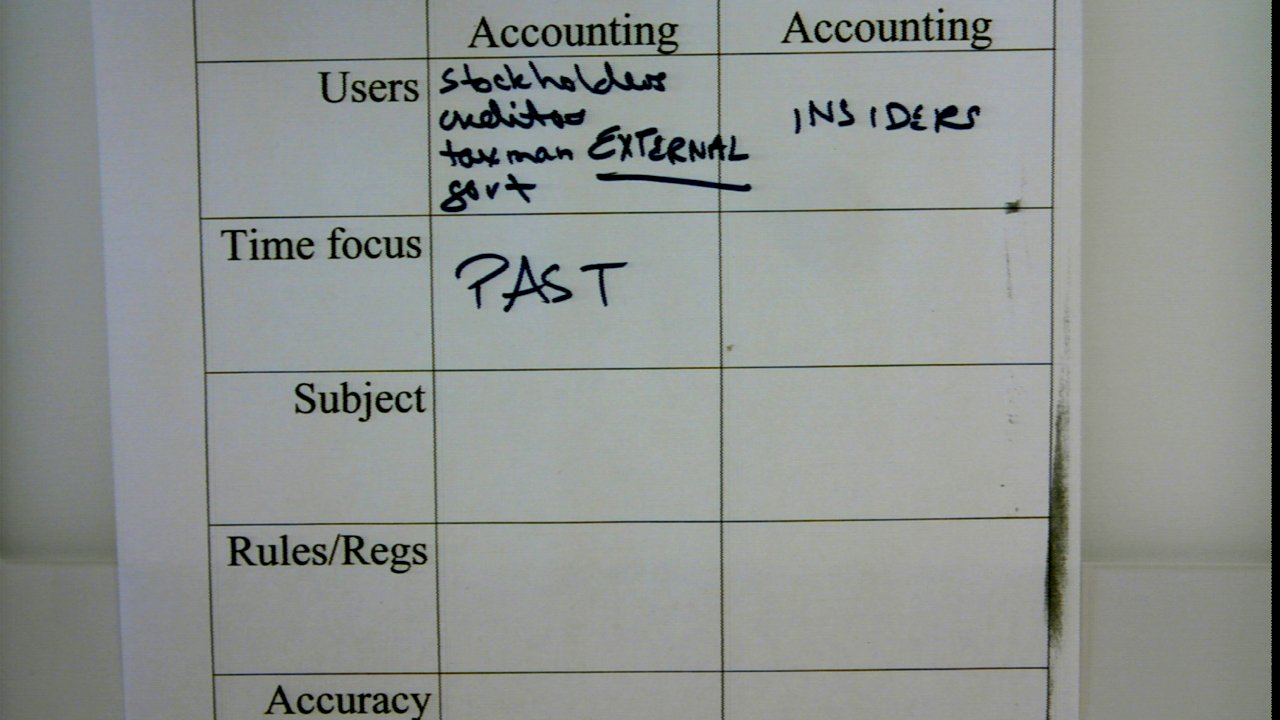 Accounting Accounting
Users stockholders
creditors
taxman EXTERNAL INSIDERS
govt
Time focus
PAST
Subject
Rules/Regs
Accuracy